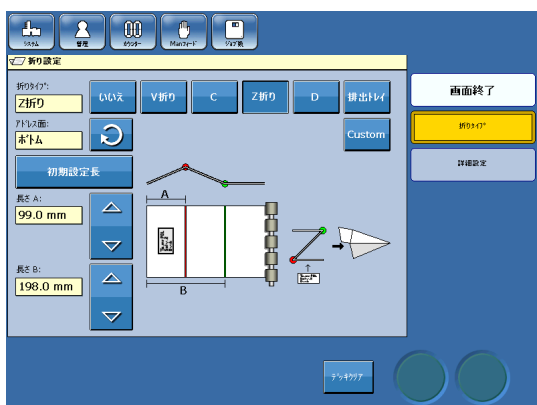 システム
管理
カウンター
Manフィード
ジョブ数
折り設定
折りタイプ:
Z折り
いいえ
V折り
C
Z折り
D
排出トレイ
アドレス面:
ボトム
Custom
初期設定長
長さ A:
99.0 mm
長さ B:
198.0 mm
A
B
画面終了
折りタイプ
詳細設定
デッキクリア